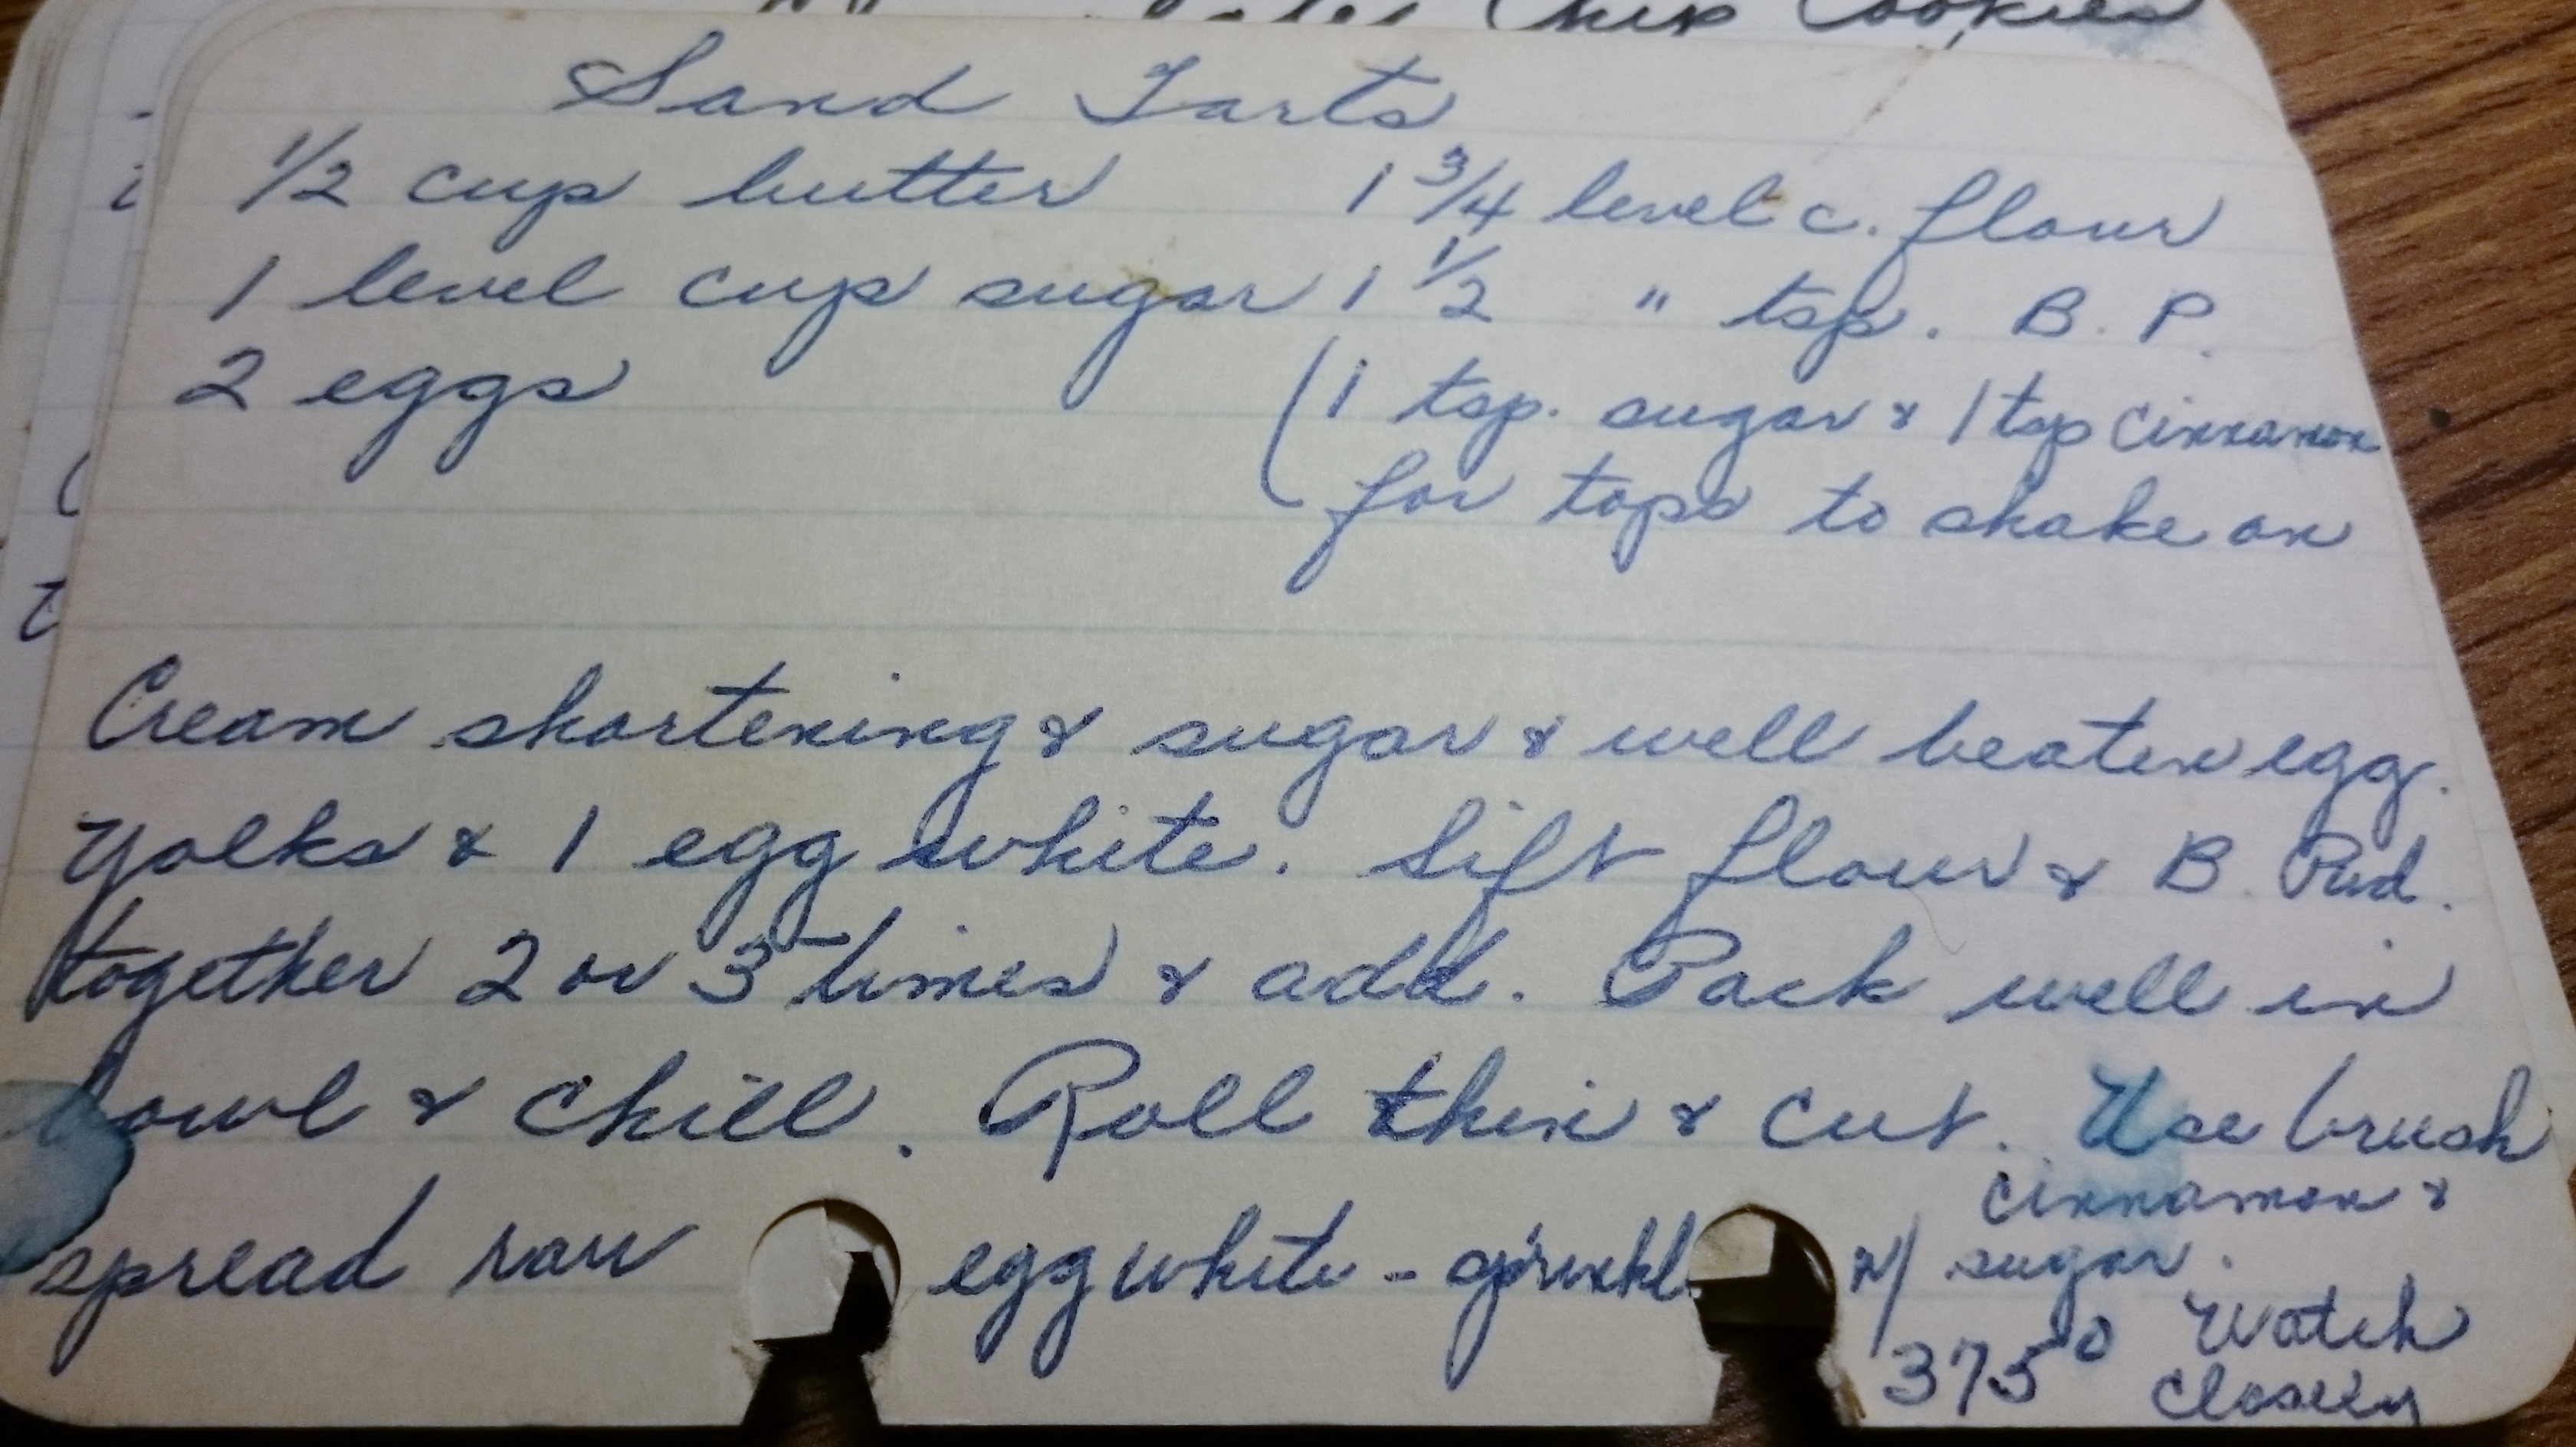 Chip Cookies
Sand Tarts
1/2 cup butter 1 3/4 level c. flour
1 level cup sugar 1 1/2 " tsp. B. P.
2 eggs (1 tsp. sugar & 1 tsp cinnamon
for tops to shake on
Cream shortening & sugar & well beaten egg
yolks & 1 egg white. Sift flour & B. Pwd.
together 2 or 3 times & add. Pack well in
bowl & chill. Roll thin & cut. Use brush
spread raw egg white - sprinkle w/ cinnamon & sugar.
375° Watch
closely